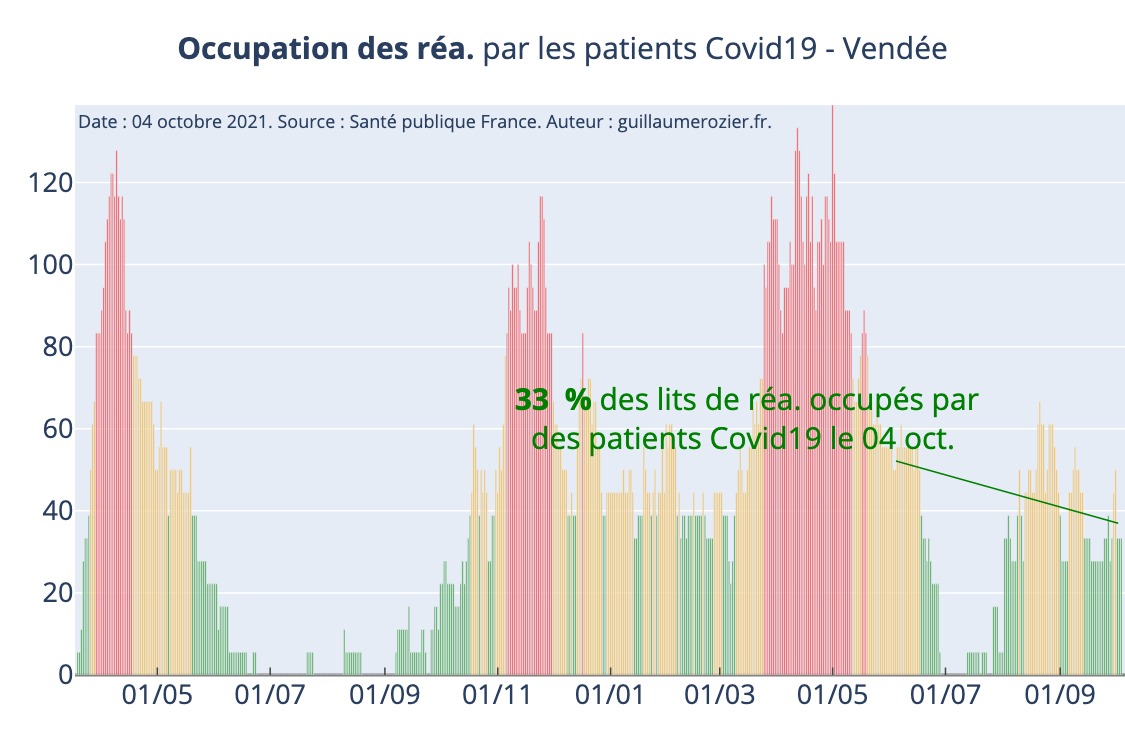 Occupation des réa. par les patients Covid19 - Vendée
Date : 04 octobre 2021. Source : Santé publique France. Auteur : guillaumerozier.fr.
120
100
80
60
40
20
0
33 % des lits de réa. occupés par
des patients Covid19 le 04 oct.
01/05 01/07 01/09 01/11 01/01 01/03 01/05 01/07 01/09